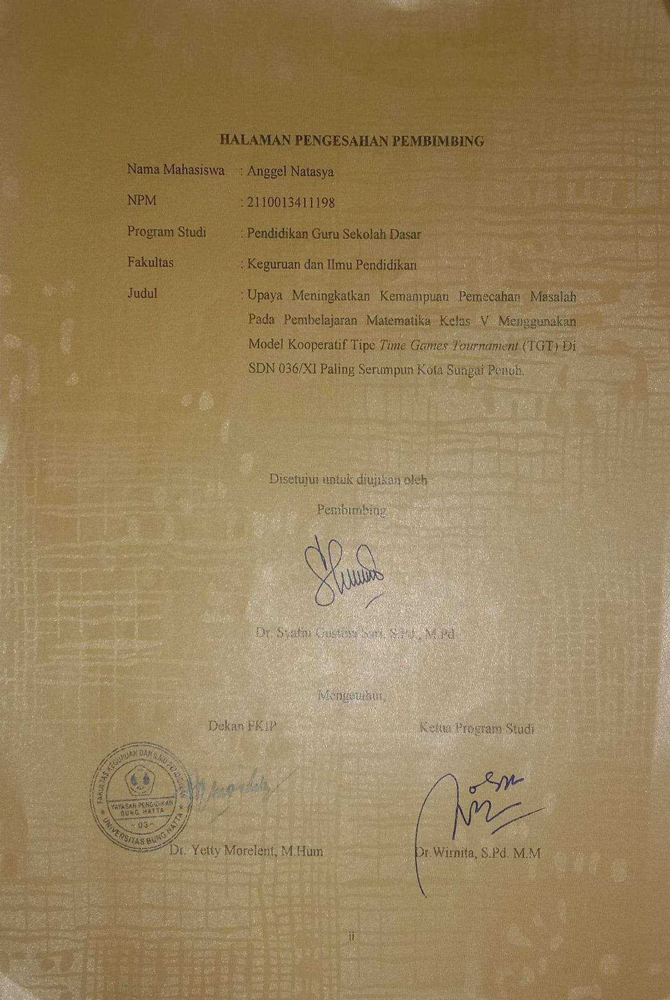 HALAMAN PENGESAHAN PEMBIMBING
Nama Mahasiswa : Anggel Natasya
NPM : 2110013411198
Program Studi : Pendidikan Guru Sekolah Dasar
Fakultas : Keguruan dan Ilmu Pendidikan
Judul : Upaya Meningkatkan Kemampuan Pemecahan Masalah
Pada Pembelajaran Matematika Kelas V Menggunakan
Model Kooperatif Tipe Time Games Tournament (TGT) Di
SDN 036/XI Paling Serumpun Kota Sungai Penuh.
Disetujui untuk diujikan oleh :
Pembimbing
Dr. Syafni Gustina Sari, S.Pd., M.Pd
Mengetahui,
Dekan FKIP
Ketua Program Studi
FAKULTAS KEGURUAN DAN ILMU PENDIDIKAN
YAYASAN PENDIDIKAN
BUNG HATTA
- 03 -
UNIVERSITAS BUNG HATTA
Dr. Yetty Morelent, M.Hum
Dr.Wirnita, S.Pd. M.M
ii